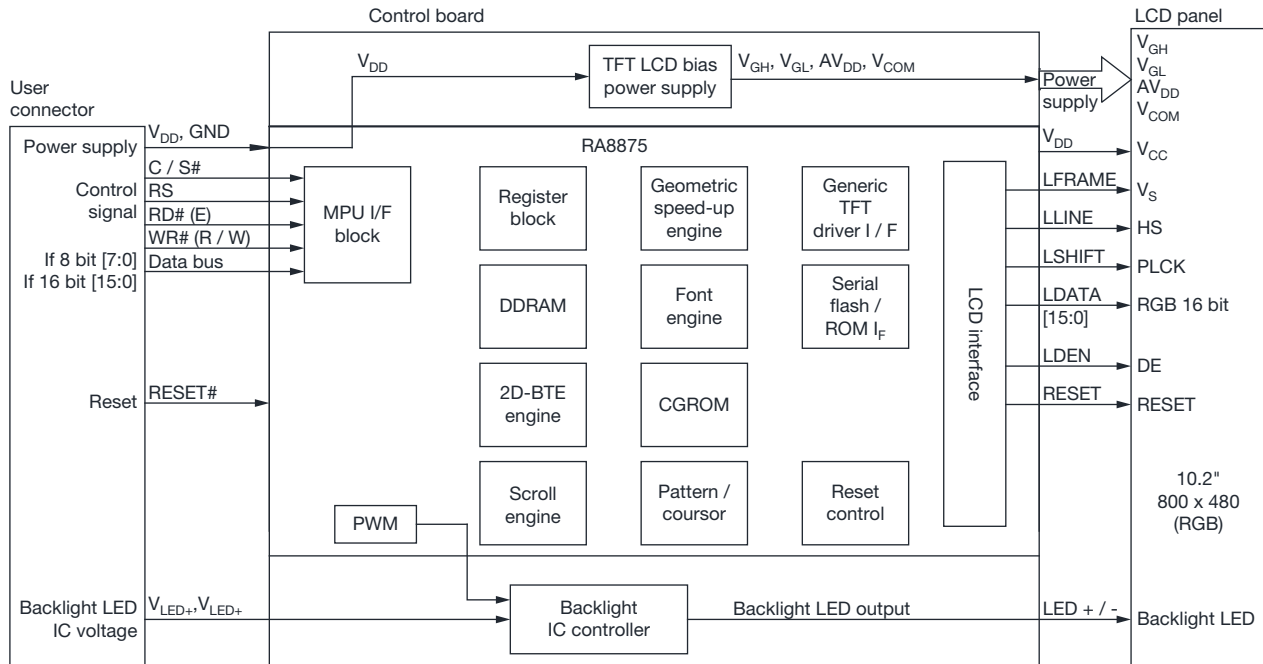 Control board
LCD panel
User
connector
Power supply
Control
signal
If 8 bit [7:0]
If 16 bit [15:0]
Reset
Backlight LED
IC voltage
V_DD, GND
C / S#
RS
RD# (E)
WR# (R / W)
Data bus
RESET#
V_LED+,V_LED+
V_DD
TFT LCD bias
power supply
V_GH, V_GL, AV_DD, V_COM
RA8875
MPU I/F
block
Register
block
Geometric
speed-up
engine
Generic
TFT
driver I / F
DDRAM
Font
engine
Serial
flash /
ROM I_F
2D-BTE
engine
CGROM
Scroll
engine
Pattern /
coursor
Reset
control
PWM
LCD interface
Backlight
IC controller
Backlight LED output
Power
supply
V_DD
LFRAME
LLINE
LSHIFT
LDATA
[15:0]
LDEN
RESET
LED + / -
V_GH
V_GL
AV_DD
V_COM
V_CC
V_S
HS
PLCK
RGB 16 bit
DE
RESET
10.2"
800 x 480
(RGB)
Backlight LED